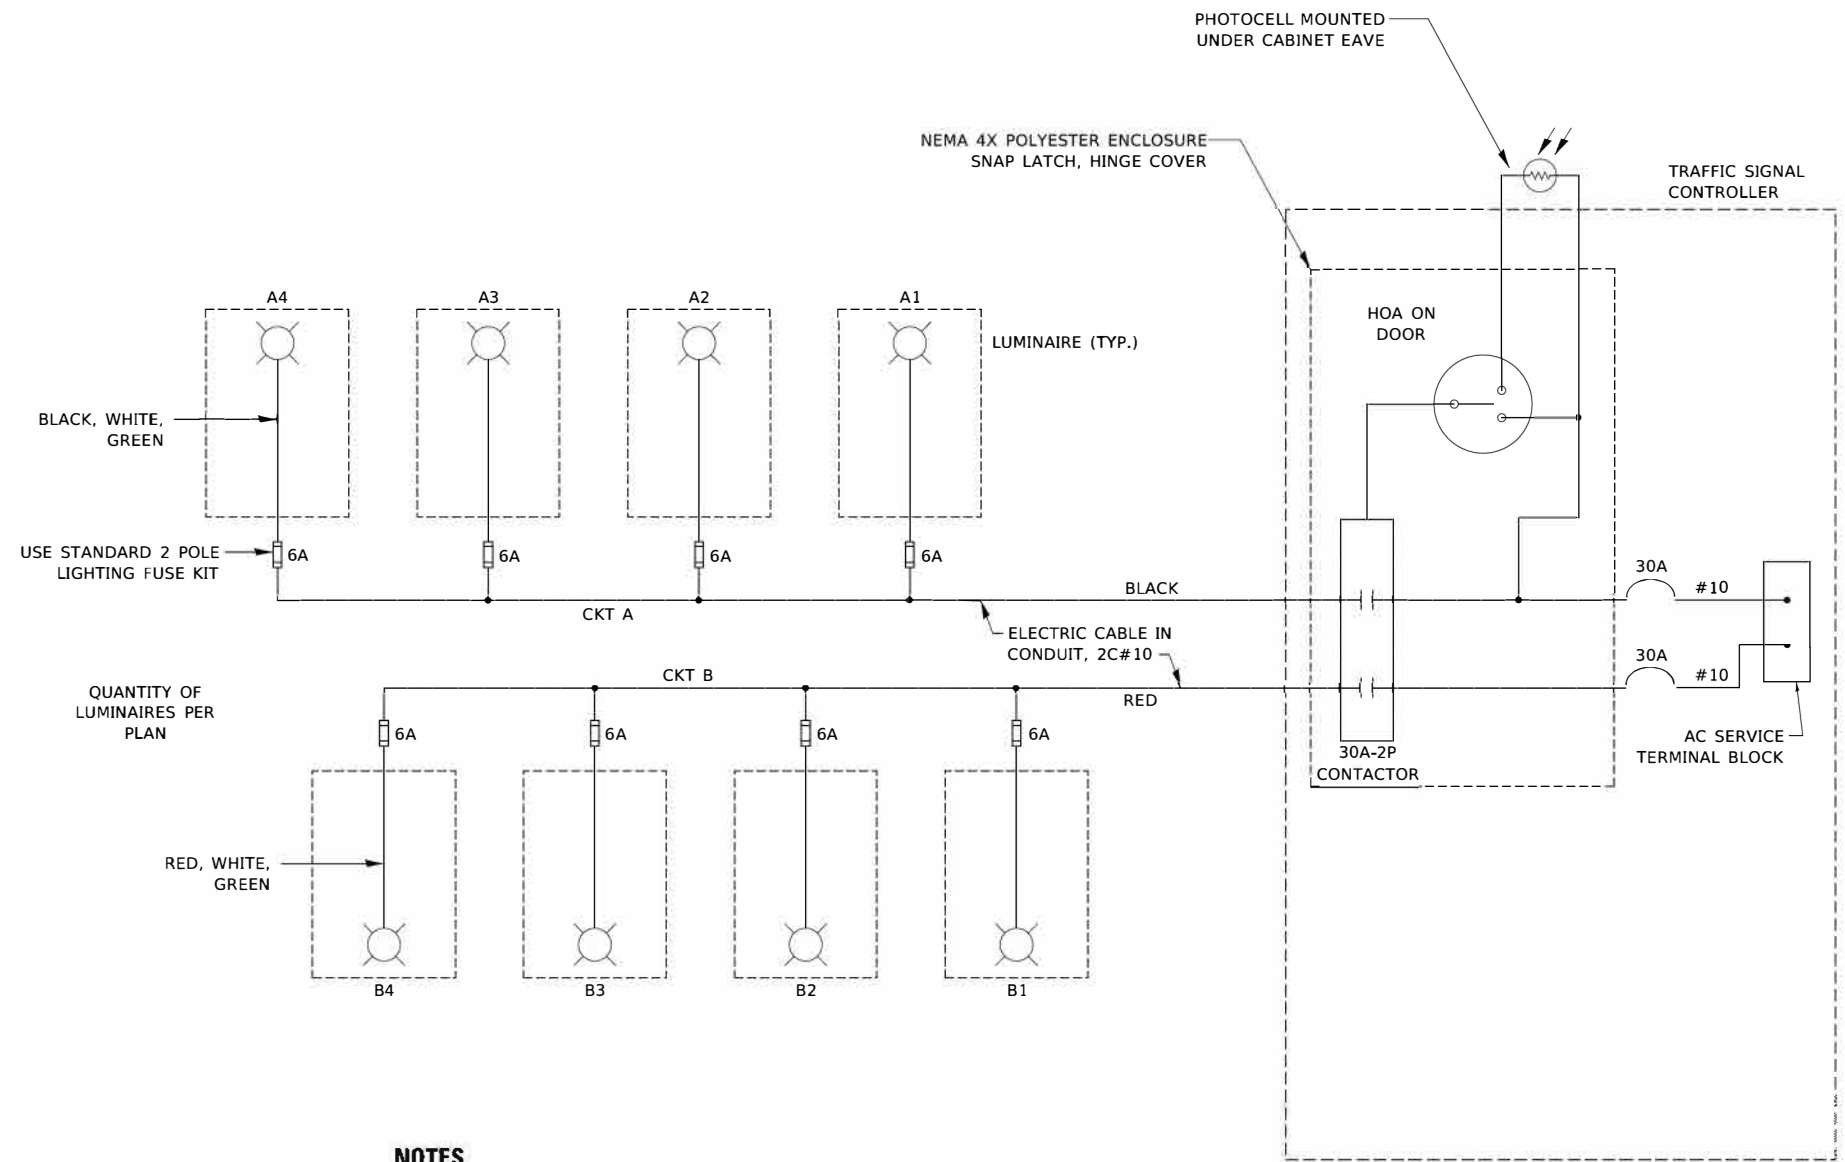 PHOTOCELL MOUNTED
UNDER CABINET EAVE
NEMA 4X POLYESTER ENCLOSURE
SNAP LATCH, HINGE COVER
TRAFFIC SIGNAL
CONTROLLER
HOA ON
DOOR
A4
A3
A2
A1
LUMINAIRE (TYP.)
BLACK, WHITE,
GREEN
USE STANDARD 2 POLE
LIGHTING FUSE KIT
6A
6A
6A
6A
CKT A
BLACK
30A
#10
ELECTRIC CABLE IN
CONDUIT, 2C#10
CKT B
RED
30A
#10
QUANTITY OF
LUMINAIRES PER
PLAN
6A
6A
6A
6A
30A-2P
CONTACTOR
AC SERVICE
TERMINAL BLOCK
RED, WHITE,
GREEN
B4
B3
B2
B1
NOTES